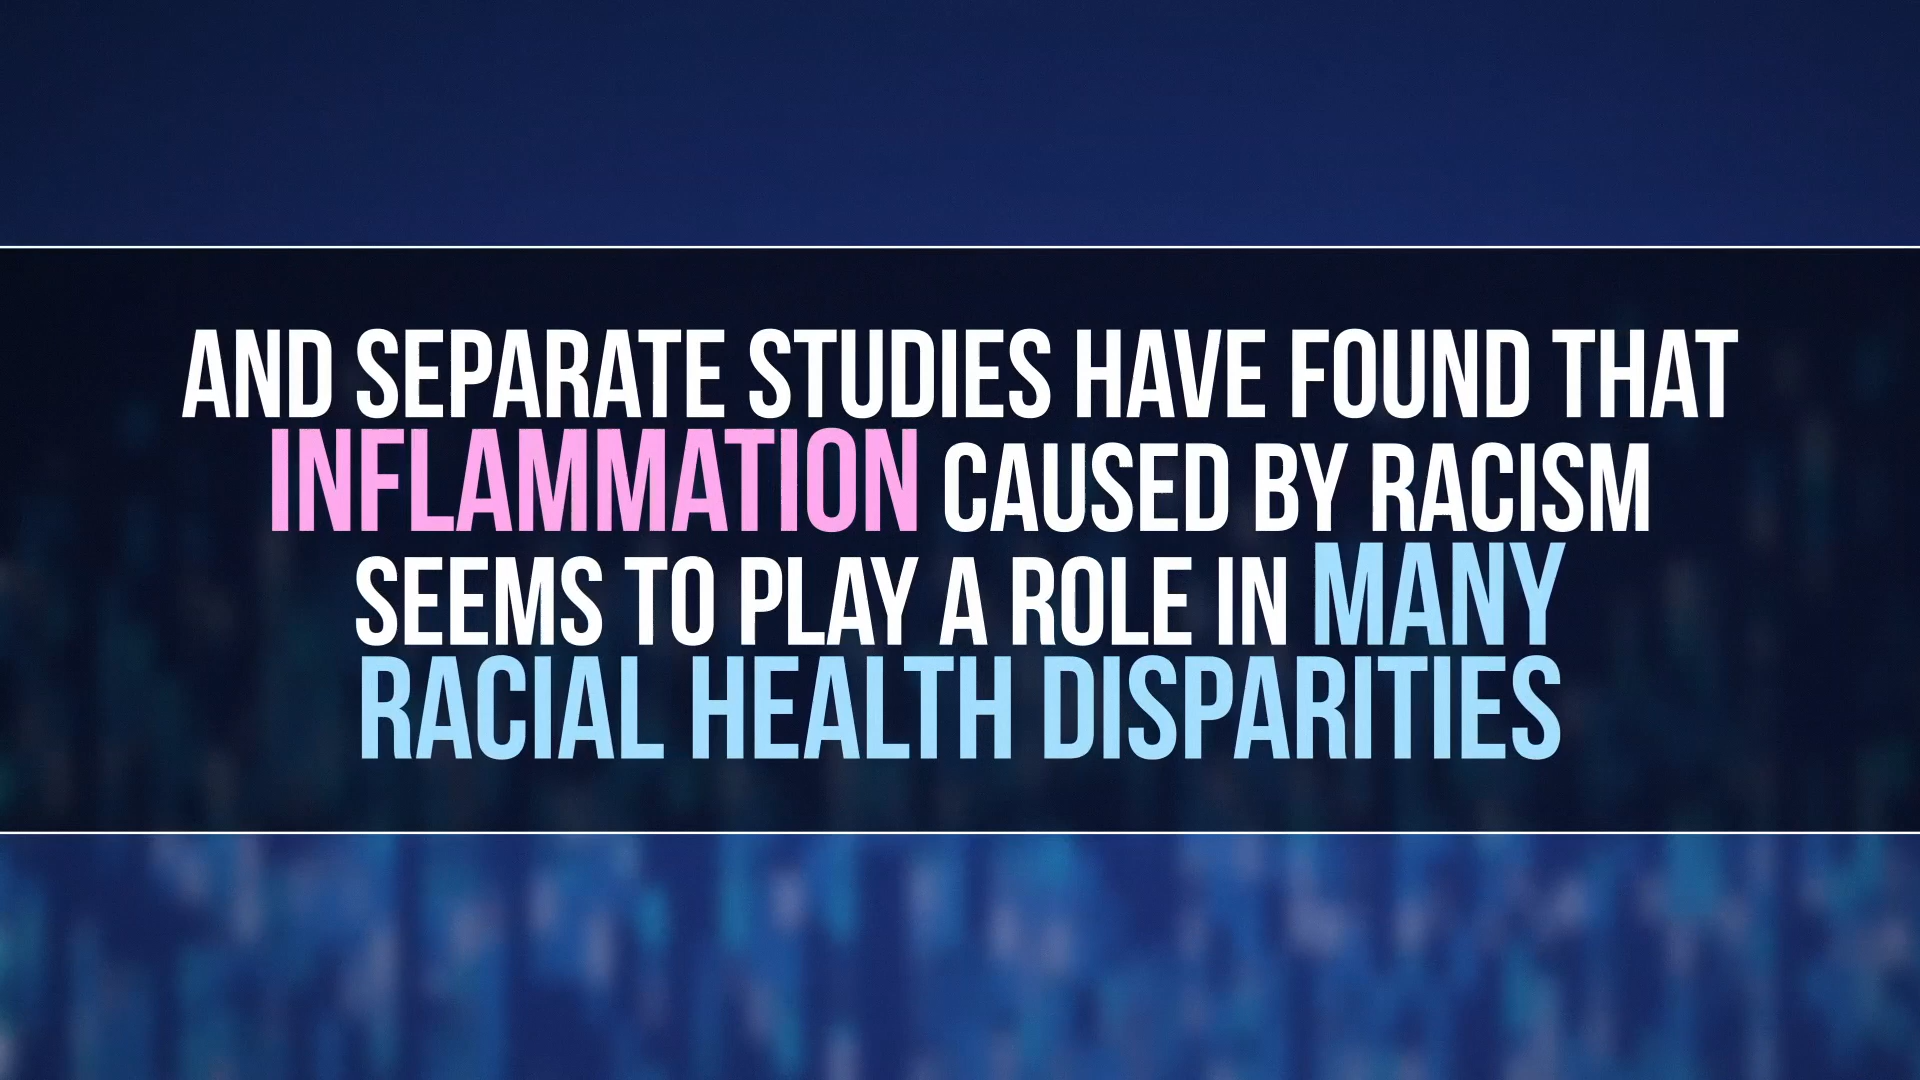 AND SEPARATE STUDIES HAVE FOUND THAT
INFLAMMATION CAUSED BY RACISM
SEEMS TO PLAY A ROLE IN MANY
RACIAL HEALTH DISPARITIES